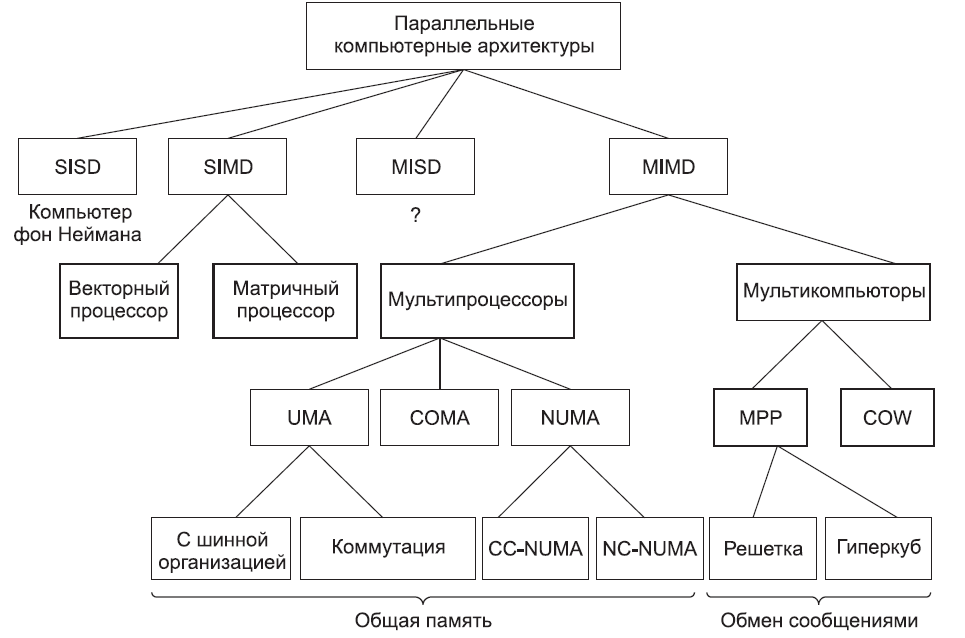 Параллельные
компьютерные архитектуры
SISD
SIMD
MISD
MIMD
Компьютер
фон Неймана
?
Векторный
процессор
Матричный
процессор
Мультипроцессоры
Мультикомпьюторы
UMA
COMA
NUMA
MPP
COW
С шинной
организацией
Коммутация
CC-NUMA
NC-NUMA
Решетка
Гиперкуб
Общая память
Обмен сообщениями